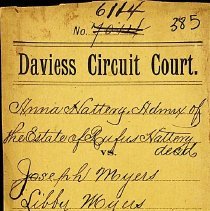 6114
No. 7044 385
Daviess Circuit Court.
Anna Hattery, Admx of
the Estate of Rufus Hattery
vs. decd
Joseph Myers
Libby Myers